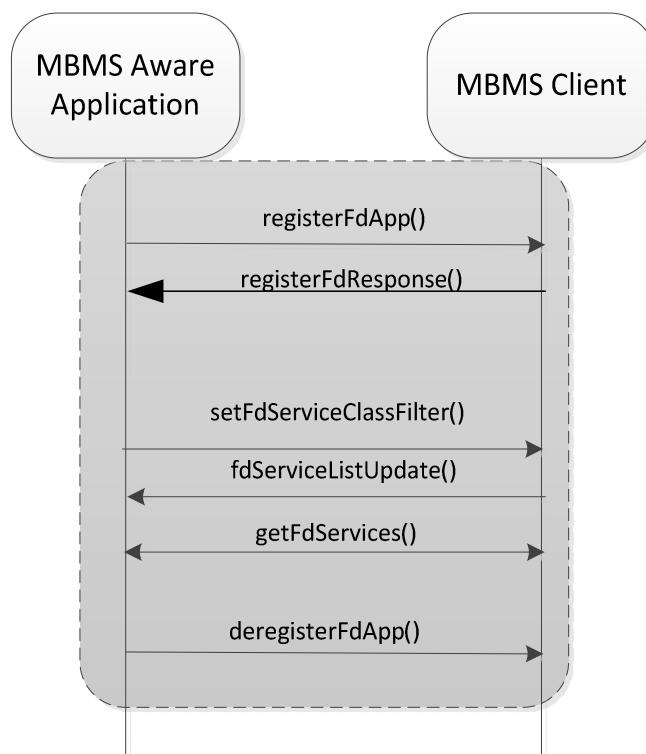 MBMS Aware
Application
MBMS Client
registerFdApp()
registerFdResponse()
setFdServiceClassFilter()
fdServiceListUpdate()
getFdServices()
deregisterFdApp()